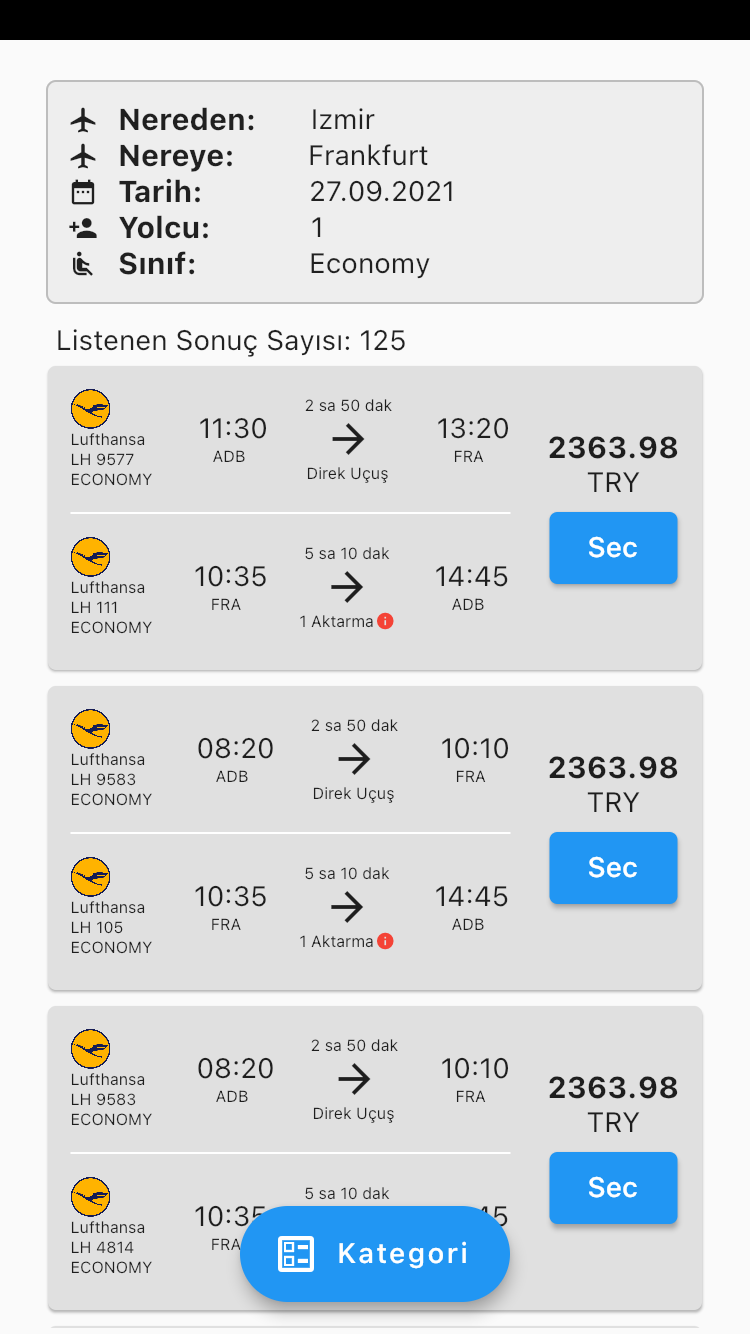 Nereden: Izmir
Nereye: Frankfurt
Tarih: 27.09.2021
Yolcu: 1
Sınıf: Economy
Listenen Sonuç Sayısı: 125
Lufthansa
LH 9577
ECONOMY
11:30
ADB
2 sa 50 dak
Direk Uçuş
13:20
FRA
Lufthansa
LH 111
ECONOMY
10:35
FRA
5 sa 10 dak
1 Aktarma
14:45
ADB
2363.98
TRY
Sec
Lufthansa
LH 9583
ECONOMY
08:20
ADB
2 sa 50 dak
Direk Uçuş
10:10
FRA
Lufthansa
LH 105
ECONOMY
10:35
FRA
5 sa 10 dak
1 Aktarma
14:45
ADB
2363.98
TRY
Sec
Lufthansa
LH 9583
ECONOMY
08:20
ADB
2 sa 50 dak
Direk Uçuş
10:10
FRA
Lufthansa
LH 4814
ECONOMY
10:35
FRA
5 sa 10 dak
2363.98
TRY
Sec
Kategori